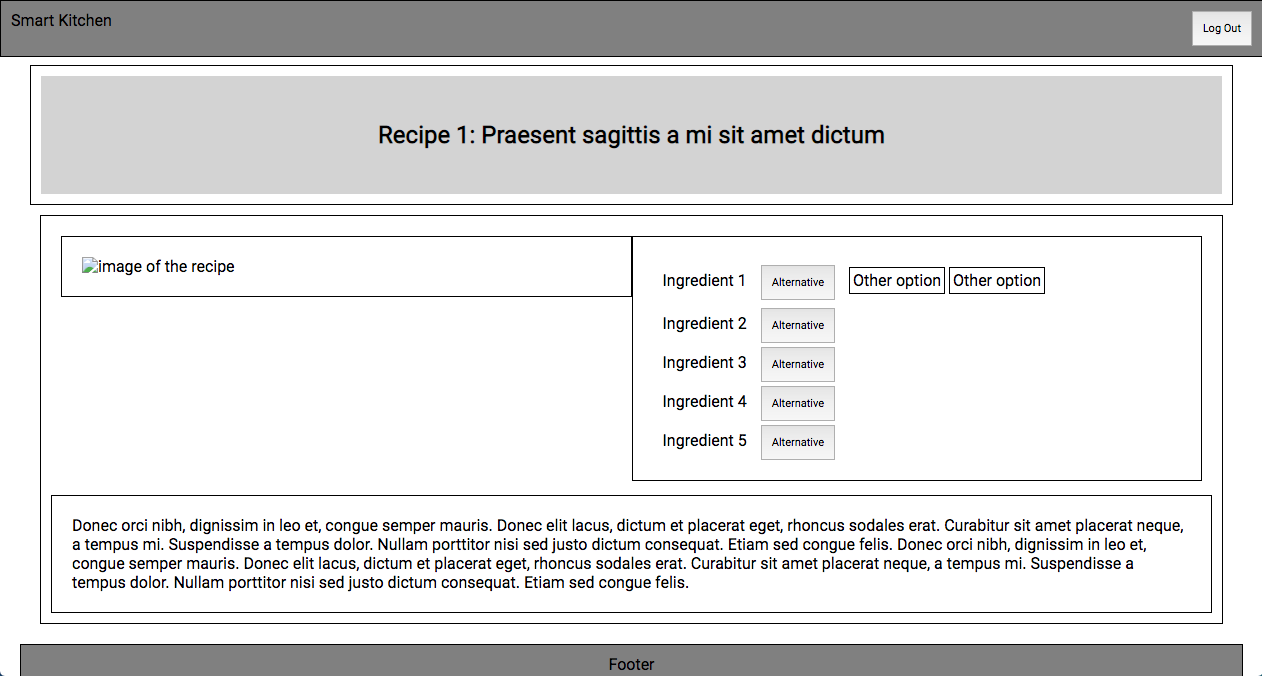 Smart Kitchen
Log Out
Recipe 1: Praesent sagittis a mi sit amet dictum
image of the recipe
Ingredient 1 Alternative Other option Other option
Ingredient 2 Alternative
Ingredient 3 Alternative
Ingredient 4 Alternative
Ingredient 5 Alternative
Donec orci nibh, dignissim in leo et, congue semper mauris. Donec elit lacus, dictum et placerat eget, rhoncus sodales erat. Curabitur sit amet placerat neque,
a tempus mi. Suspendisse a tempus dolor. Nullam porttitor nisi sed justo dictum consequat. Etiam sed congue felis. Donec orci nibh, dignissim in leo et,
congue semper mauris. Donec elit lacus, dictum et placerat eget, rhoncus sodales erat. Curabitur sit amet placerat neque, a tempus mi. Suspendisse a
tempus dolor. Nullam porttitor nisi sed justo dictum consequat. Etiam sed congue felis.
Footer